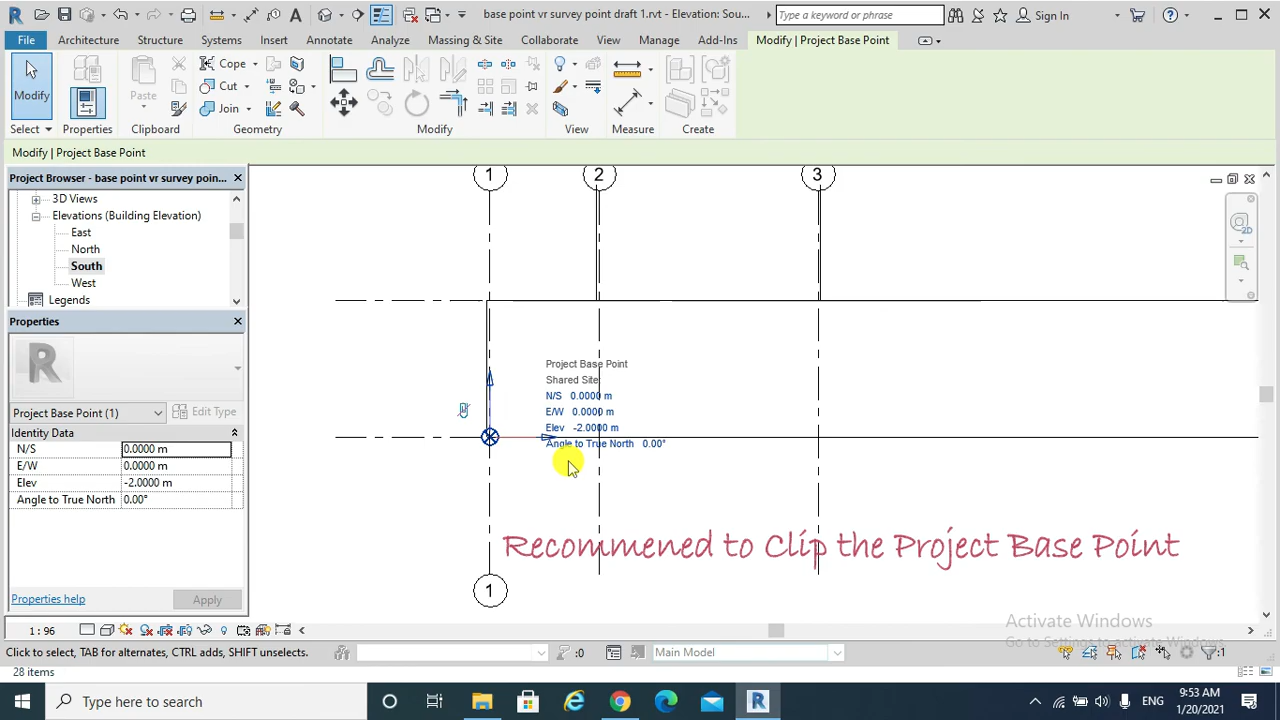 base point vr survey point draft 1.rvt - Elevation: Sou...
Type a keyword or phrase
Sign In
File Architecture Structure Systems Insert Annotate Analyze Massing & Site Collaborate View Manage Add-Ins Modify | Project Base Point
Modify
Paste
Cope
Cut
Join
Select Properties Clipboard Geometry Modify View Measure Create
Modify | Project Base Point
Project Browser - base point vr survey poin...
3D Views
Elevations (Building Elevation)
East
North
South
West
Legends
Properties
R
Project Base Point (1)
Edit Type
Identity Data
N/S 0.0000 m
E/W 0.0000 m
Elev -2.0000 m
Angle to True North 0.00°
Properties help
Apply
1
2
3
Project Base Point
Shared Site
N/S 0.0000 m
E/W 0.0000 m
Elev -2.0000 m
Angle to True North 0.00°
Recommened to Clip the Project Base Point
1
Activate Windows
Go to Settings to activate Windows.
1 : 96
Click to select, TAB for alternates, CTRL adds, SHIFT unselects.
:0
Main Model
:1
28 items
Type here to search
ENG
9:53 AM
1/20/2021